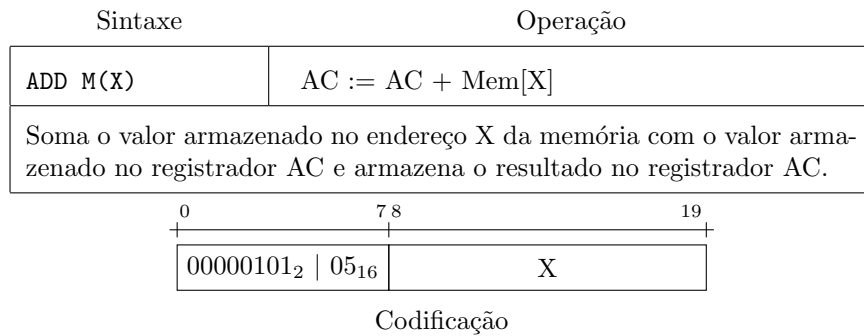 Sintaxe Operação
ADD M(X) AC := AC + Mem[X]
Soma o valor armazenado no endereço X da memória com o valor arma-
zenado no registrador AC e armazena o resultado no registrador AC.
0 7 8 19
00000101₂ | 05₁₆ X
Codificação